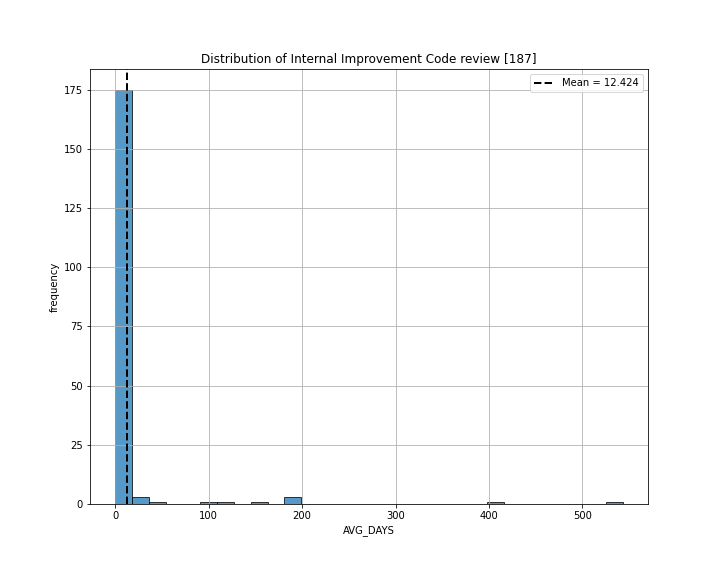 Distribution of Internal Improvement Code review [187]
Mean = 12.424
175
150
125
100
75
50
25
0
frequency
0 100 200 300 400 500
AVG_DAYS